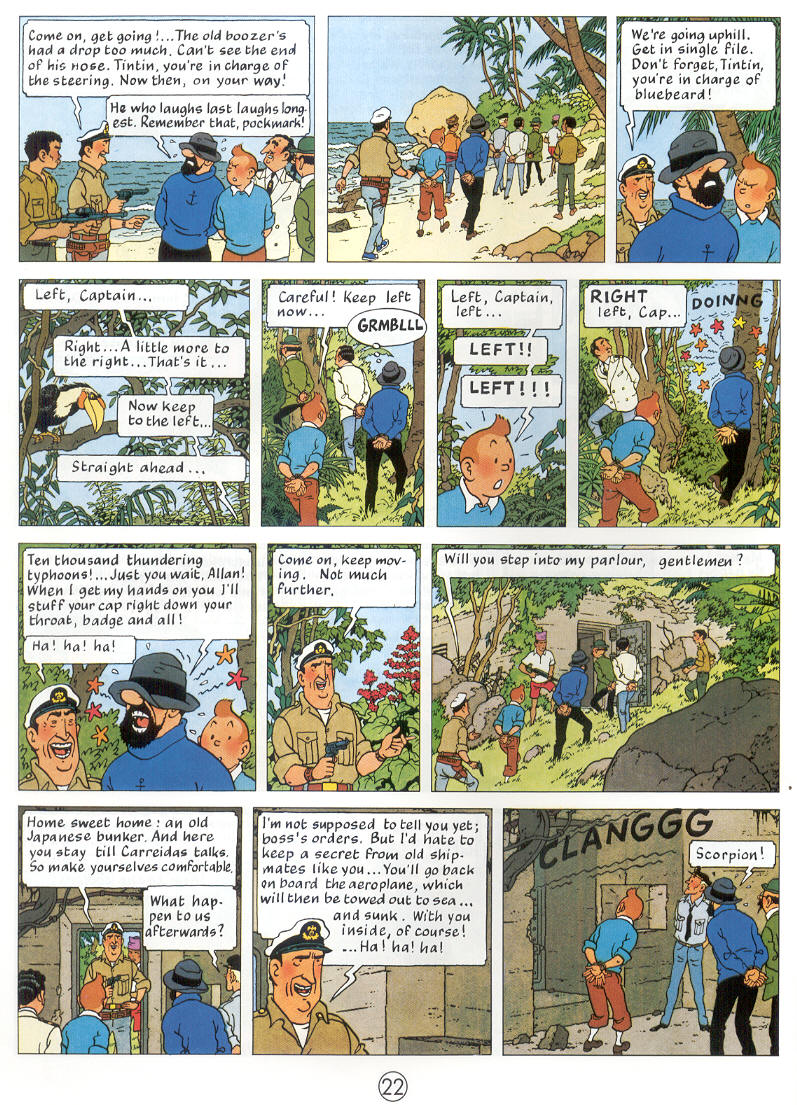 Come on, get going!...The old boozer's
had a drop too much. Can't see the end
of his nose. Tintin, you're in charge of
the steering. Now then, on your way!
He who laughs last laughs long-
est. Remember that, pockmark!
We're going uphill.
Get in single file.
Don't forget, Tintin,
you're in charge of
bluebeard!
Left, Captain...
Right...A little more to
the right...That's it...
Now keep
to the left...
Straight ahead...
Careful! Keep left
now...
GRMBLLL
Left, Captain,
left...
LEFT!!
LEFT!!!
RIGHT
left, Cap...
DOINNG
Ten thousand thundering
typhoons!...Just you wait, Allan!
When I get my hands on you I'll
stuff your cap right down your
throat, badge and all!
Ha! ha! ha!
Come on, keep mov-
ing. Not much
further.
Will you step into my parlour, gentlemen?
Home sweet home: an old
Japanese bunker. And here
you stay till Carreidas talks.
So make yourselves comfortable.
What hap-
pen to us
afterwards?
I'm not supposed to tell you yet;
boss's orders. But I'd hate to
keep a secret from old ship-
mates like you...You'll go back
on board the aeroplane, which
will then be towed out to sea...
and sunk. With you
inside, of course!
...Ha! ha! ha!
CLANGGG
Scorpion!
22